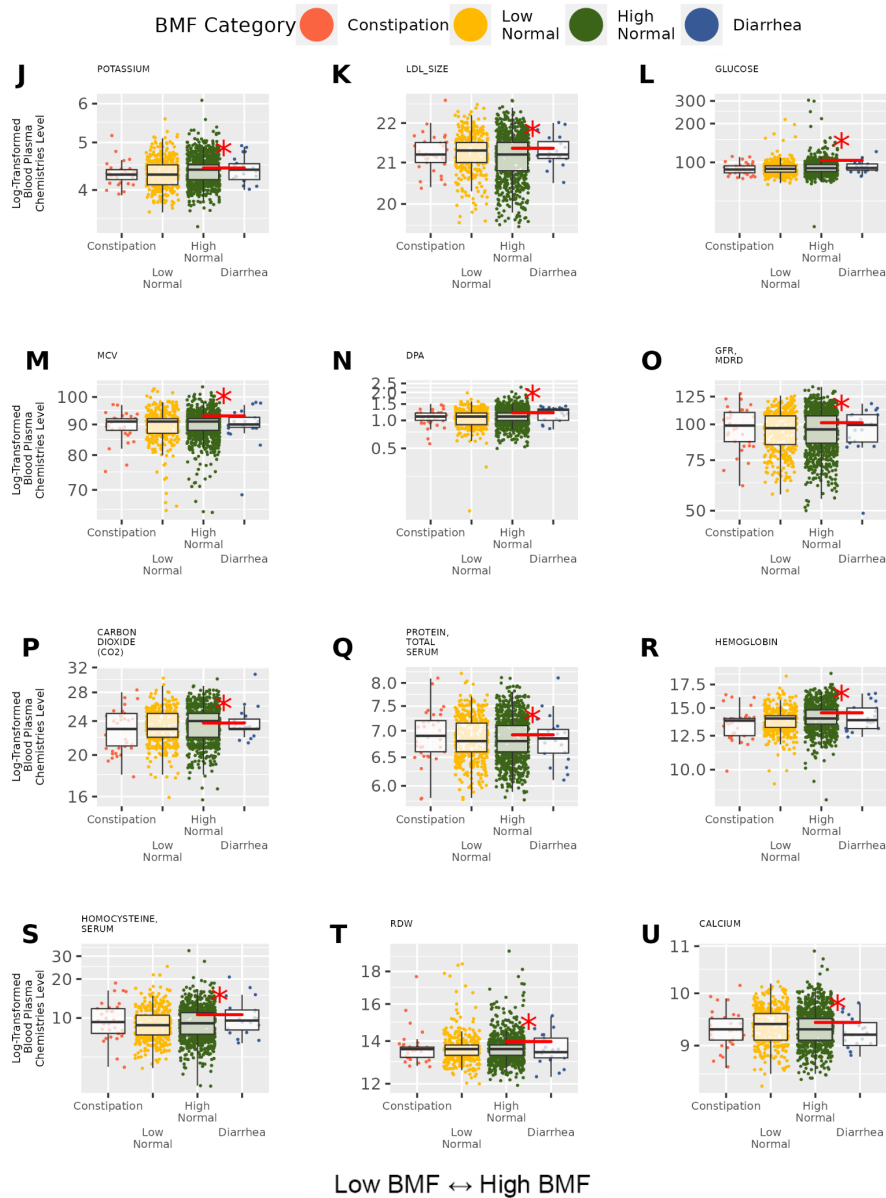 BMF Category Constipation Low Normal High Normal Diarrhea
J POTASSIUM K LDL_SIZE L GLUCOSE
Log-Transformed
Blood Plasma
Chemistries Level
6
5
4
22
21
20
300
200
100
Constipation
High
Normal
Low
Normal
Diarrhea
Constipation
High
Normal
Low
Normal
Diarrhea
Constipation
High
Normal
Low
Normal
Diarrhea
M MCV N DPA O GFR,
MDRD
Log-Transformed
Blood Plasma
Chemistries Level
100
90
80
70
2.5
2.0
1.5
1.0
0.5
125
100
75
50
Constipation
High
Normal
Low
Normal
Diarrhea
Constipation
High
Normal
Low
Normal
Diarrhea
Constipation
High
Normal
Low
Normal
Diarrhea
P CARBON
DIOXIDE
(CO2)
Q PROTEIN,
TOTAL
SERUM
R HEMOGLOBIN
Log-Transformed
Blood Plasma
Chemistries Level
32
28
24
20
16
8.0
7.5
7.0
6.5
6.0
17.5
15.0
12.5
10.0
Constipation
High
Normal
Low
Normal
Diarrhea
Constipation
High
Normal
Low
Normal
Diarrhea
Constipation
High
Normal
Low
Normal
Diarrhea
S HOMOCYSTEINE,
SERUM
T RDW
U CALCIUM
Log-Transformed
Blood Plasma
Chemistries Level
30
20
10
18
16
14
12
11
10
9
Constipation
High
Normal
Low
Normal
Diarrhea
Constipation
High
Normal
Low
Normal
Diarrhea
Constipation
High
Normal
Low
Normal
Diarrhea
Low BMF ↔ High BMF